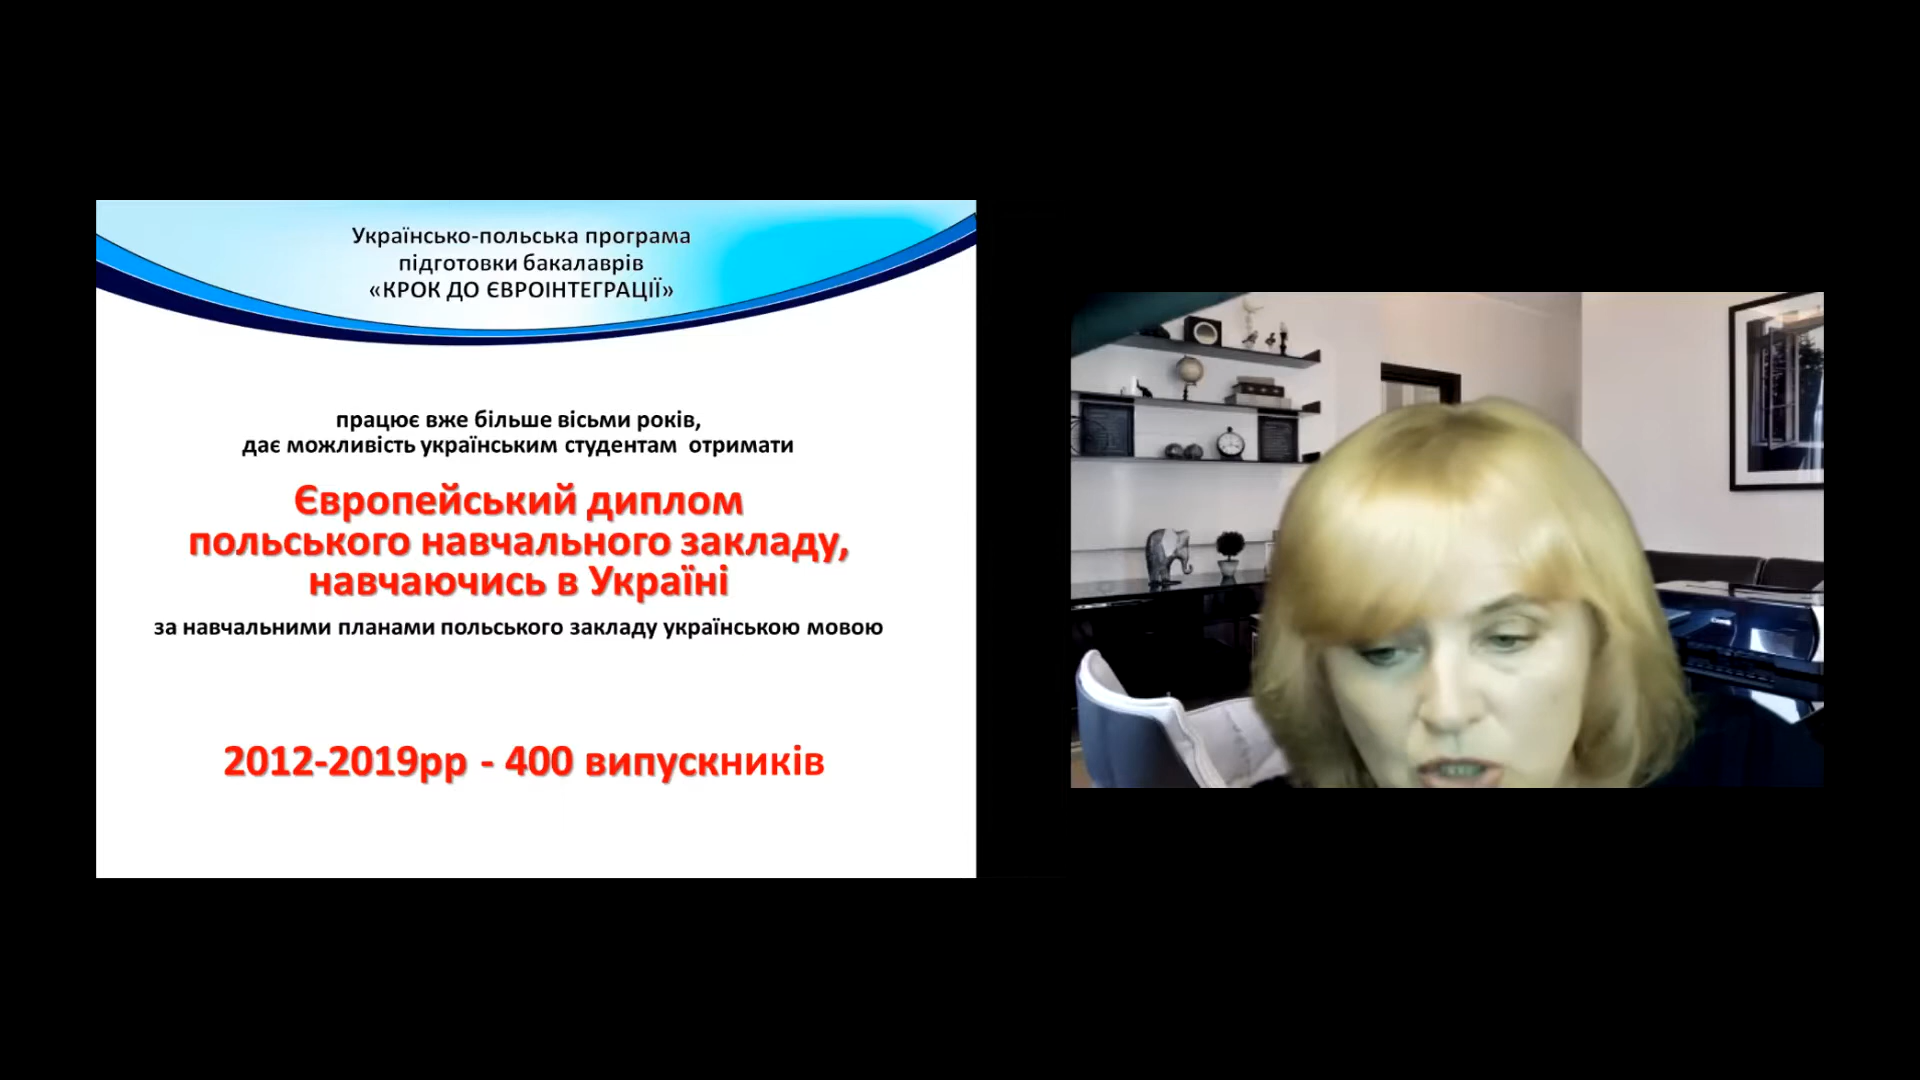 Українсько-польська програма
підготовки бакалаврів
«КРОК ДО ЄВРОІНТЕГРАЦІЇ»
працює вже більше вісьми років,
дає можливість українським студентам отримати
Європейський диплом
польського навчального закладу,
навчаючись в Україні
за навчальними планами польського закладу українською мовою
2012-2019рр - 400 випускників